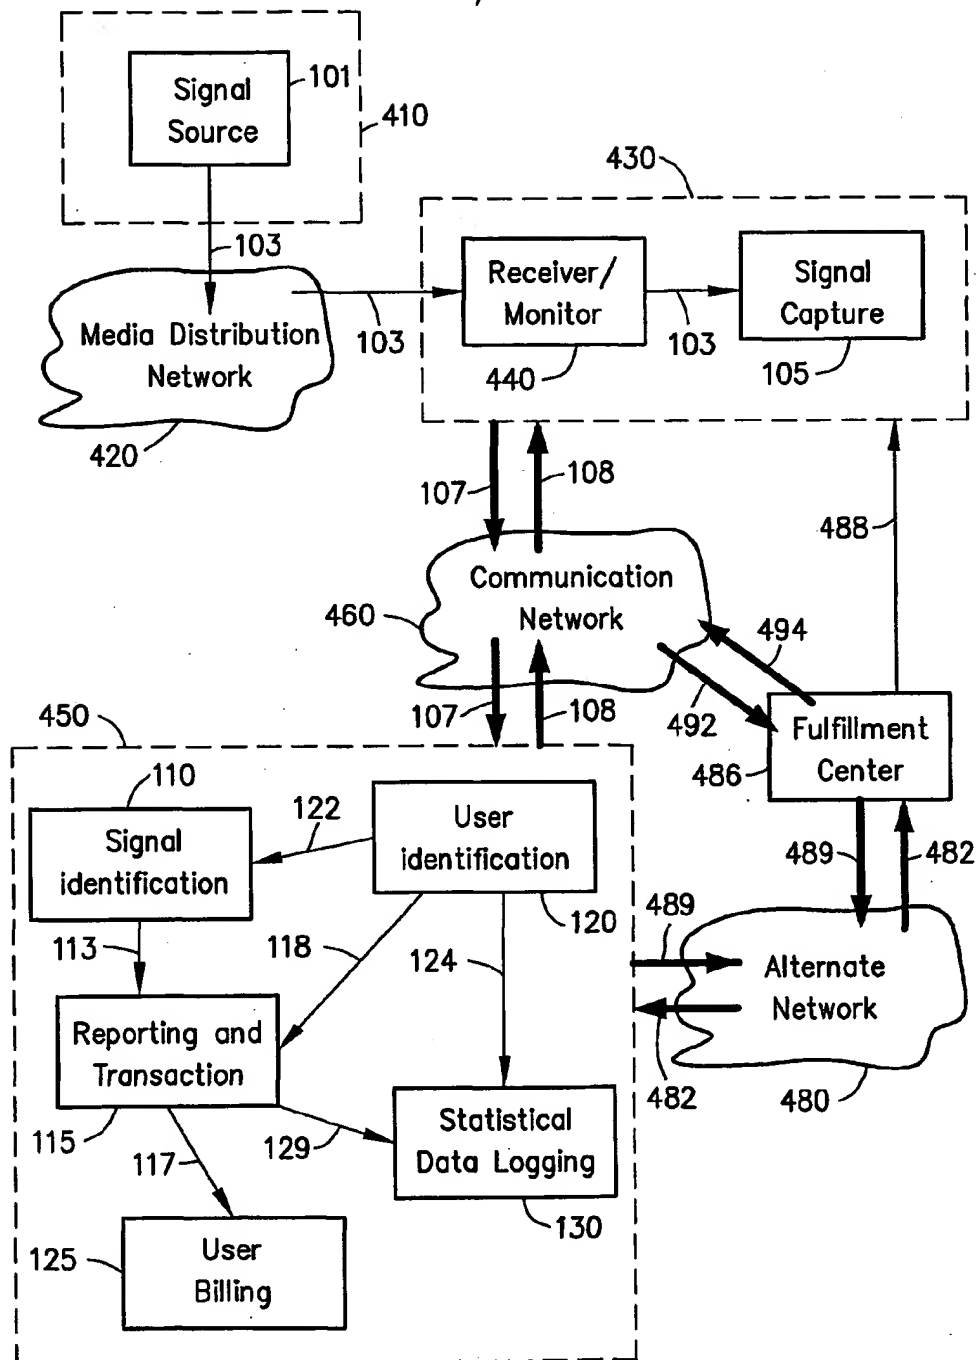 Signal
Source
101
410
103
430
Receiver/
Monitor
Signal
Capture
103
103
440
105
Media Distribution
Network
420
107
108
488
Communication
Network
460
494
492
107
108
450
Fulfillment
Center
486
110
122
Signal
identification
User
identification
120
489
482
489
113
118
124
Alternate
Network
482
480
Reporting and
Transaction
115
129
117
Statistical
Data Logging
130
125
User
Billing